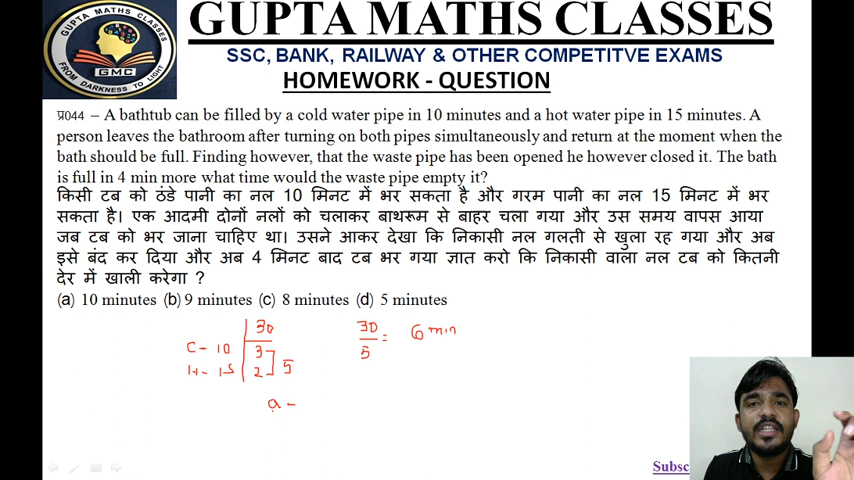 GUPTA MATHS CLASSES
GUPTA MATHS CLASSES
GMC
FROM DARKNESS TO LIGHT
SSC, BANK, RAILWAY & OTHER COMPETITVE EXAMS
HOMEWORK - QUESTION
प्र044 – A bathtub can be filled by a cold water pipe in 10 minutes and a hot water pipe in 15 minutes. A
person leaves the bathroom after turning on both pipes simultaneously and return at the moment when the
bath should be full. Finding however, that the waste pipe has been opened he however closed it. The bath
is full in 4 min more what time would the waste pipe empty it?
किसी टब को ठंडे पानी का नल 10 मिनट में भर सकता है और गरम पानी का नल 15 मिनट में भर
सकता है। एक आदमी दोनों नलों को चलाकर बाथरूम से बाहर चला गया और उस समय वापस आया
जब टब को भर जाना चाहिए था। उसने आकर देखा कि निकासी नल गलती से खुला रह गया और अब
इसे बंद कर दिया और अब 4 मिनट बाद टब भर गया ज्ञात करो कि निकासी वाला नल टब को कितनी
देर में खाली करेगा ?
(a) 10 minutes (b) 9 minutes (c) 8 minutes (d) 5 minutes
30
C - 10 3
H - 15 2 5
30
5 = 6 min
a -
Subsc